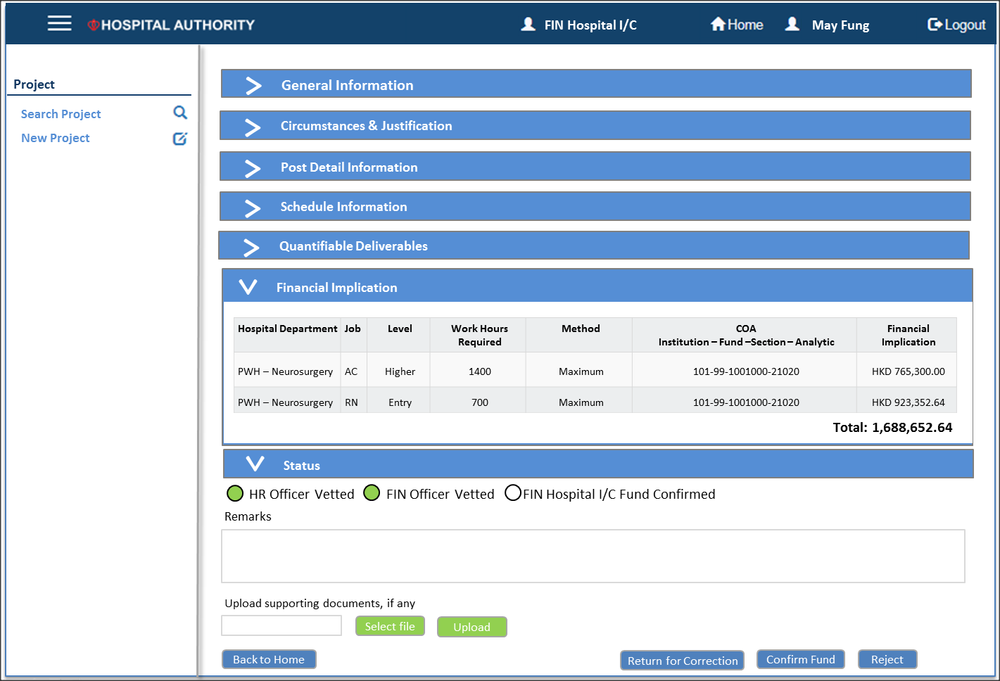 HOSPITAL AUTHORITY
FIN Hospital I/C
Home
May Fung
Logout
Project
Search Project
New Project
General Information
Circumstances & Justification
Post Detail Information
Schedule Information
Quantifiable Deliverables
Financial Implication
Hospital Department Job Level Work Hours Required Method COA Institution – Fund –Section – Analytic Financial Implication
PWH – Neurosurgery AC Higher 1400 Maximum 101-99-1001000-21020 HKD 765,300.00
PWH – Neurosurgery RN Entry 700 Maximum 101-99-1001000-21020 HKD 923,352.64
Total: 1,688,652.64
Status
HR Officer Vetted FIN Officer Vetted FIN Hospital I/C Fund Confirmed
Remarks
Upload supporting documents, if any
Select file Upload
Back to Home Return for Correction Confirm Fund Reject